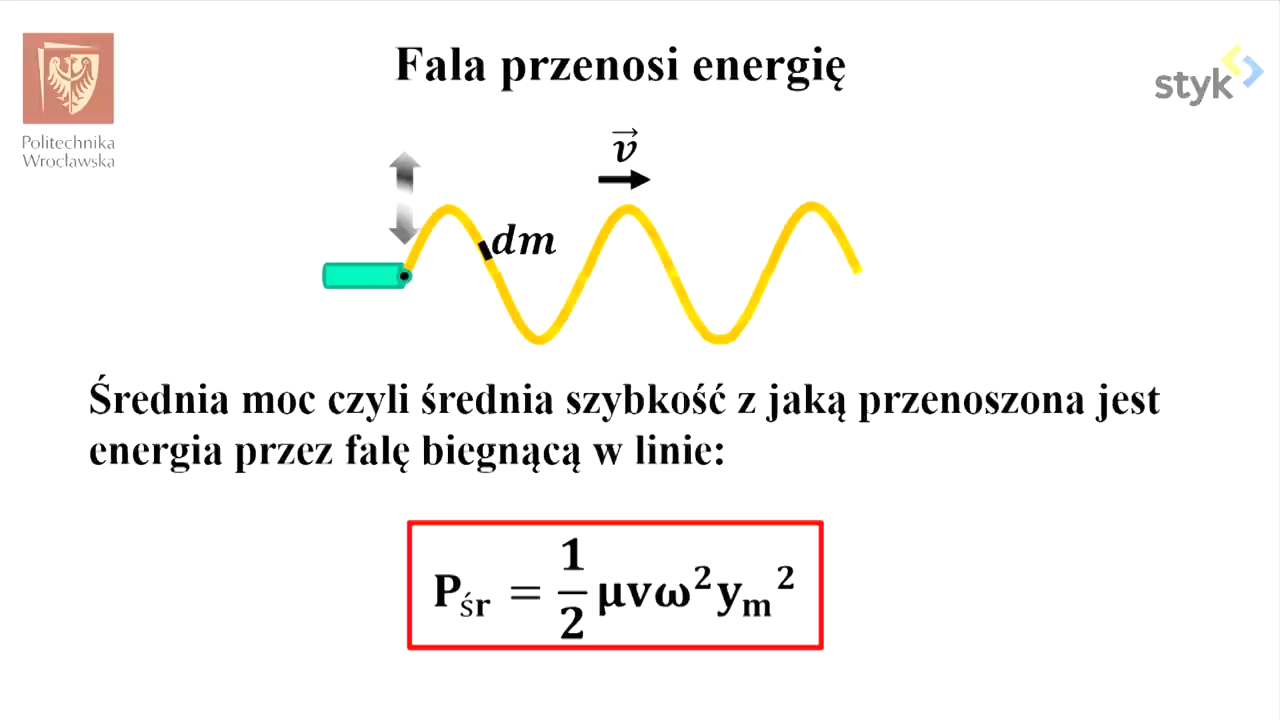 Fala przenosi energię
Politechnika
Wrocławska
styk
v⃗
dm
Średnia moc czyli średnia szybkość z jaką przenoszona jest
energia przez falę biegnącą w linie:
Pśr = 1/2 μvω²yₘ²